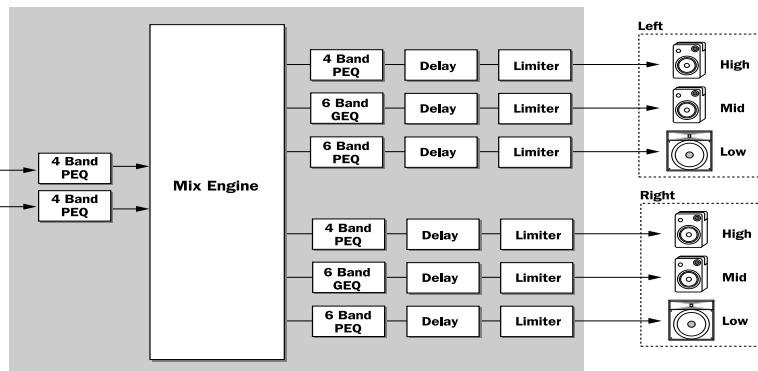 Left
4 Band
PEQ
Delay
Limiter
High
6 Band
GEQ
Delay
Limiter
Mid
6 Band
PEQ
Delay
Limiter
Low
4 Band
PEQ
4 Band
PEQ
Mix Engine
Right
4 Band
PEQ
Delay
Limiter
High
6 Band
GEQ
Delay
Limiter
Mid
6 Band
PEQ
Delay
Limiter
Low